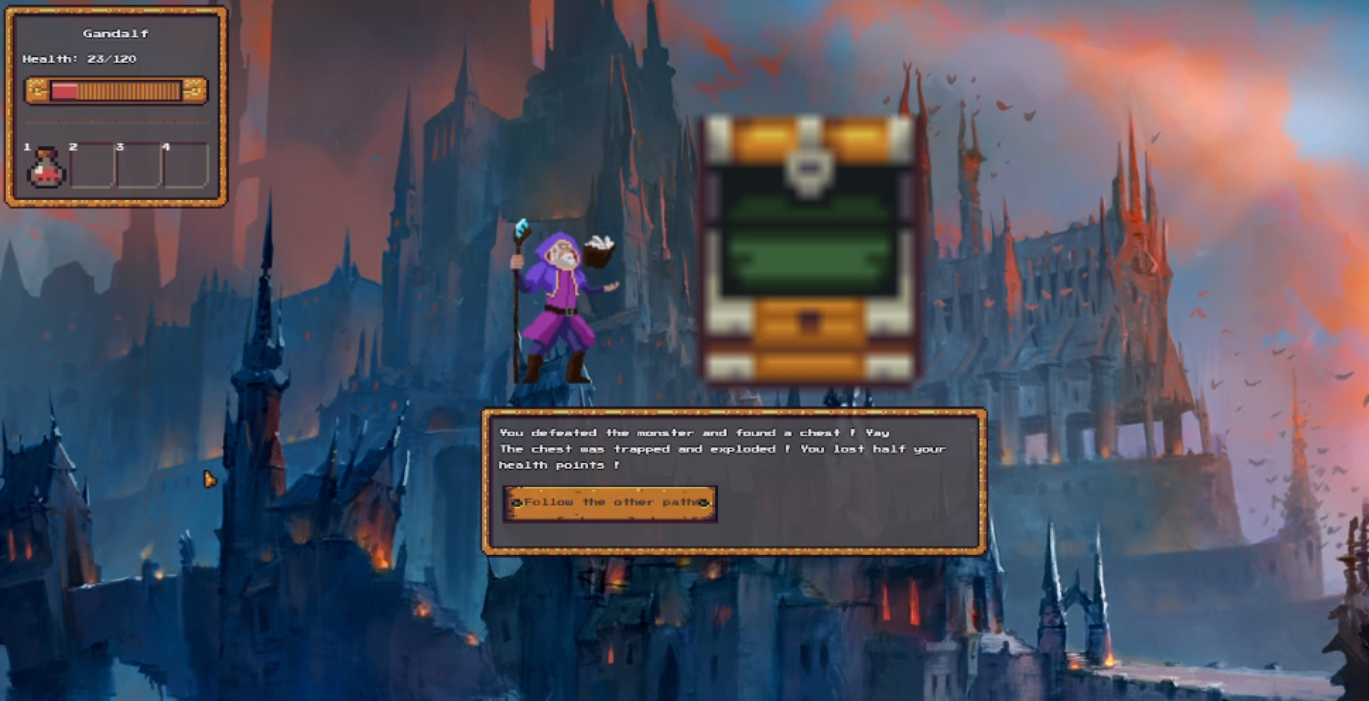 Gandalf
Health: 23/120
1 2 3 4
You defeated the monster and found a chest ! Yay
The chest was trapped and exploded ! You lost half your
health points !
Follow the other path